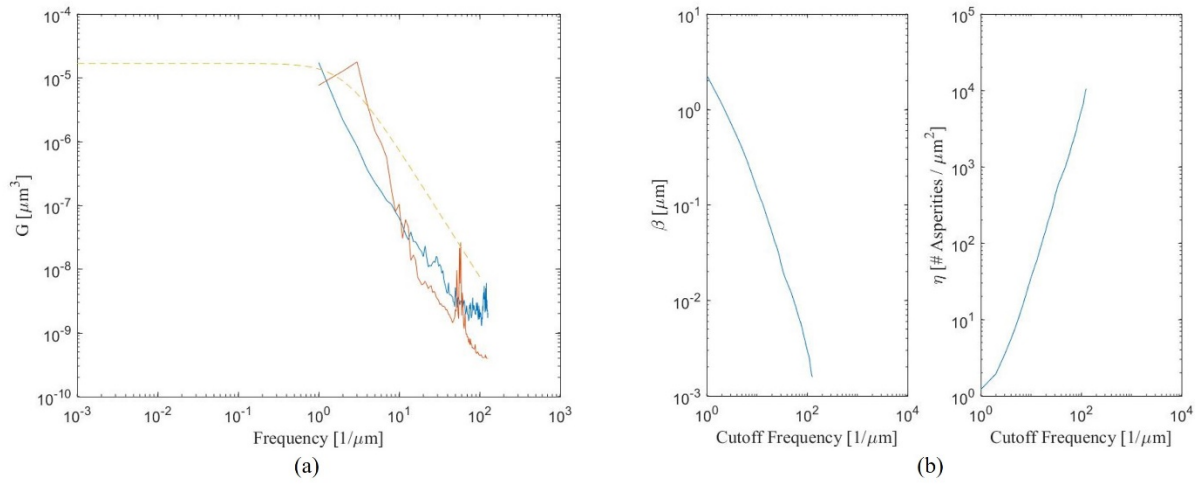 10^-4
10^-5
10^-6
10^-7
10^-8
10^-9
10^-10
G [μm^3]
10^-3 10^-2 10^-1 10^0 10^1 10^2 10^3
Frequency [1/μm]
(a)
10^1
10^0
10^-1
10^-2
10^-3
β [μm]
10^0 10^2 10^4
Cutoff Frequency [1/μm]
10^5
10^4
10^3
10^2
10^1
10^0
η [# Asperities / μm^2]
10^0 10^2 10^4
Cutoff Frequency [1/μm]
(b)